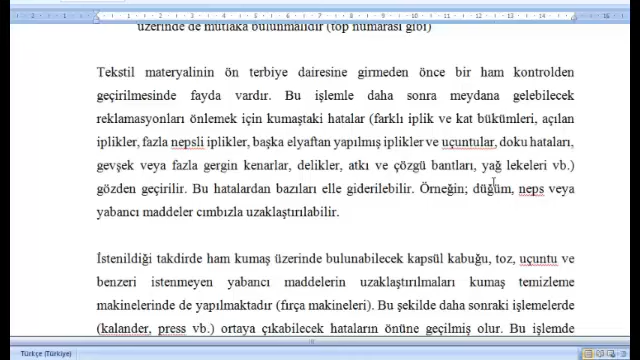 üzerinde de mutlaka bulunmalıdır (top numarası gibi)
Tekstil materyalinin ön terbiye dairesine girmeden önce bir ham kontrolden
geçirilmesinde fayda vardır. Bu işlemle daha sonra meydana gelebilecek
reklamasyonları önlemek için kumaştaki hatalar (farklı iplik ve kat bükümleri, açılan
iplikler, fazla nepsli iplikler, başka elyaftan yapılmış iplikler ve uçuntular, doku hataları,
gevşek veya fazla gergin kenarlar, delikler, atkı ve çözgü bantları, yağ lekeleri vb.)
gözden geçirilir. Bu hatalardan bazıları elle giderilebilir. Örneğin; düğüm, neps veya
yabancı maddeler cımbızla uzaklaştırılabilir.
İstenildiği takdirde ham kumaş üzerinde bulunabilecek kapsül kabuğu, toz, uçuntu ve
benzeri istenmeyen yabancı maddelerin uzaklaştırılmaları kumaş temizleme
makinelerinde de yapılmaktadır (fırça makineleri). Bu şekilde daha sonraki işlemelerde
(kalander, press vb.) ortaya çıkabilecek hataların önüne geçilmiş olur. Bu işlemde
Türkçe (Türkiye)